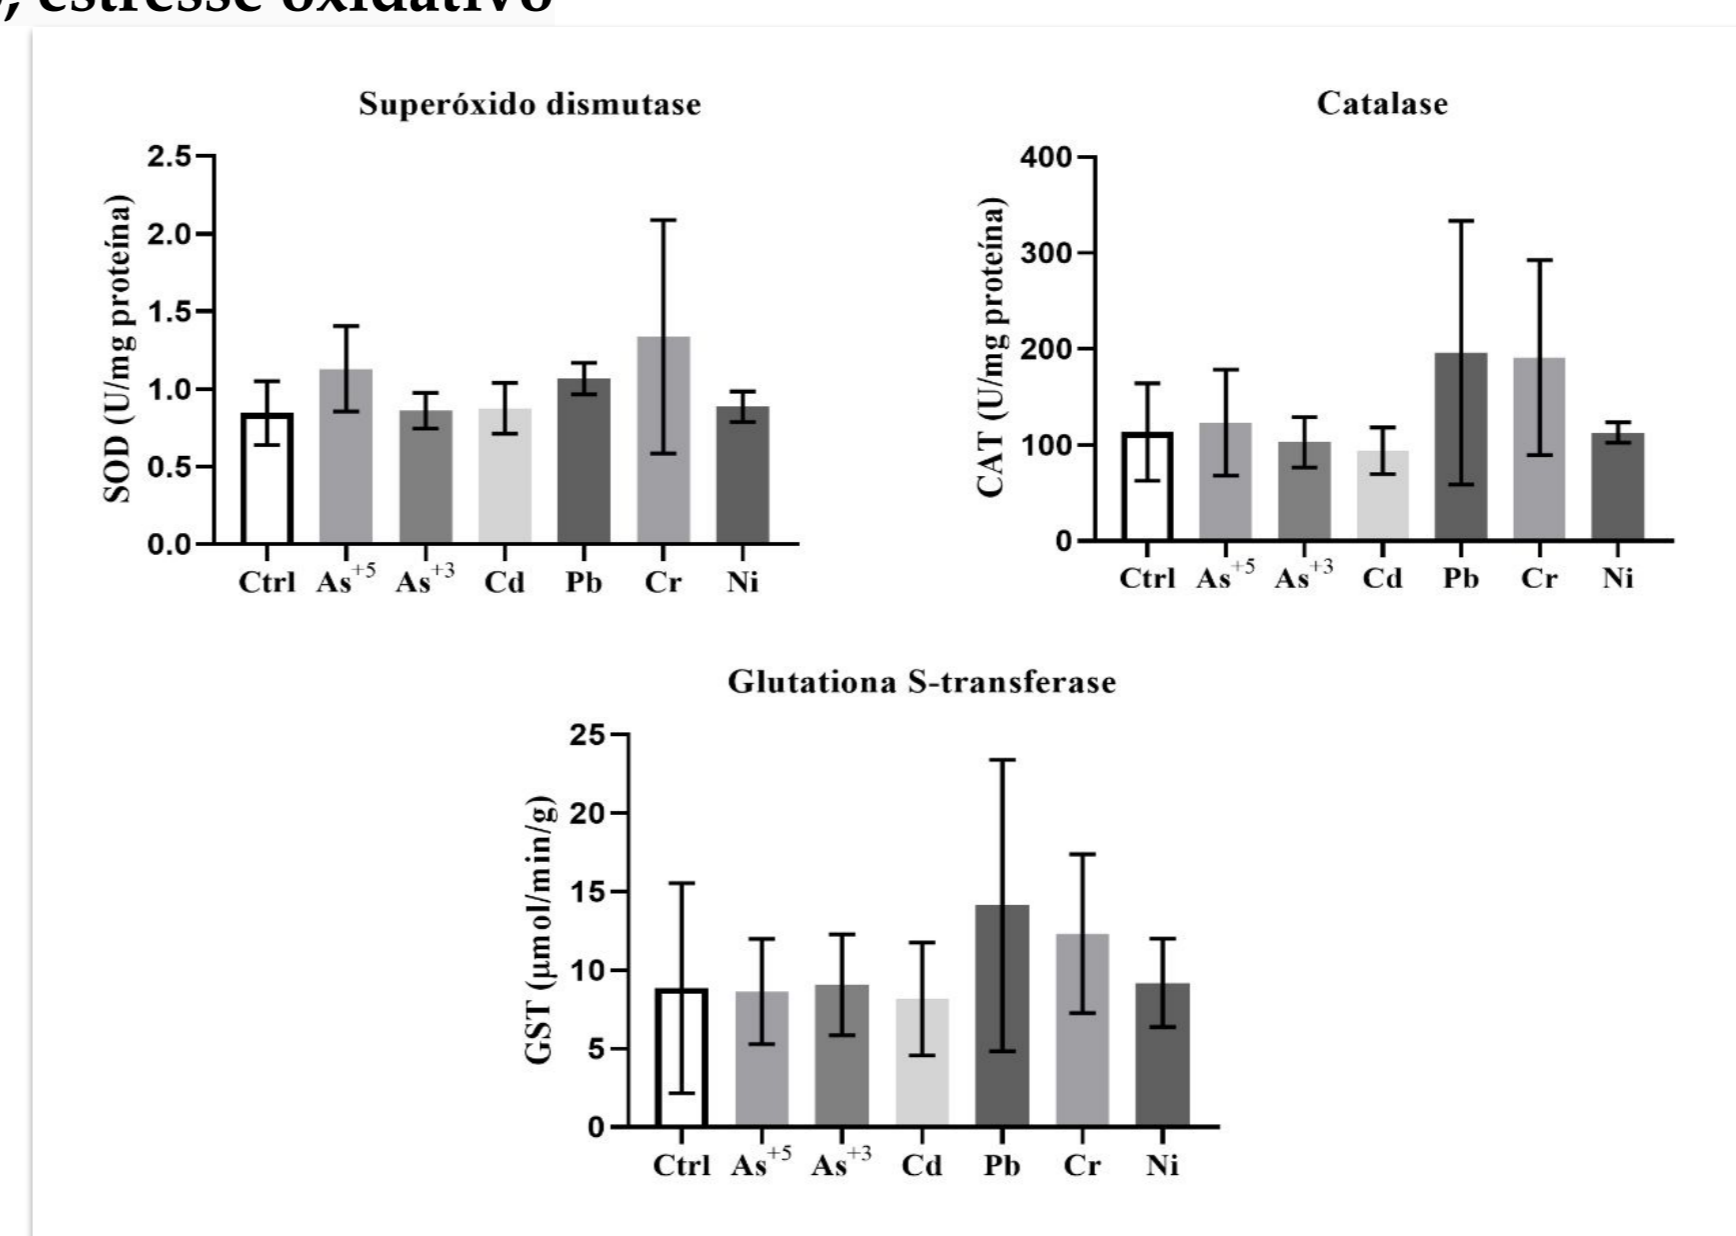 , estresse oxidativo
Superóxido dismutase
SOD (U/mg proteína)
2.5
2.0
1.5
1.0
0.5
0.0
Ctrl As+5 As+3 Cd Pb Cr Ni
Catalase
CAT (U/mg proteína)
400
300
200
100
0
Ctrl As+5 As+3 Cd Pb Cr Ni
Glutationa S-transferase
GST (µmol/min/g)
25
20
15
10
5
0
Ctrl As+5 As+3 Cd Pb Cr Ni